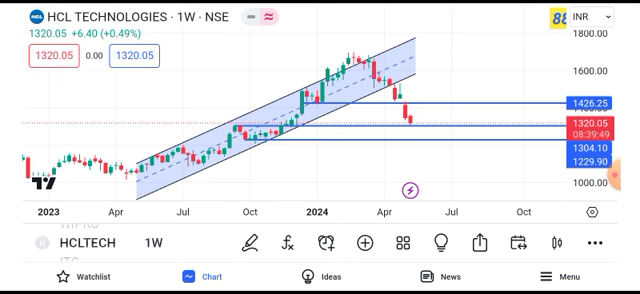 HCL HCL TECHNOLOGIES · 1W · NSE
88
INR
1320.05 +6.40 (+0.49%)
1320.05 0.00 1320.05
1800.00
1600.00
1426.25
1320.05
08:39:49
1304.10
1229.90
1000.00
2023 Apr Jul Oct 2024 Apr Jul Oct
H HCLTECH 1W
Watchlist Chart Ideas News Menu